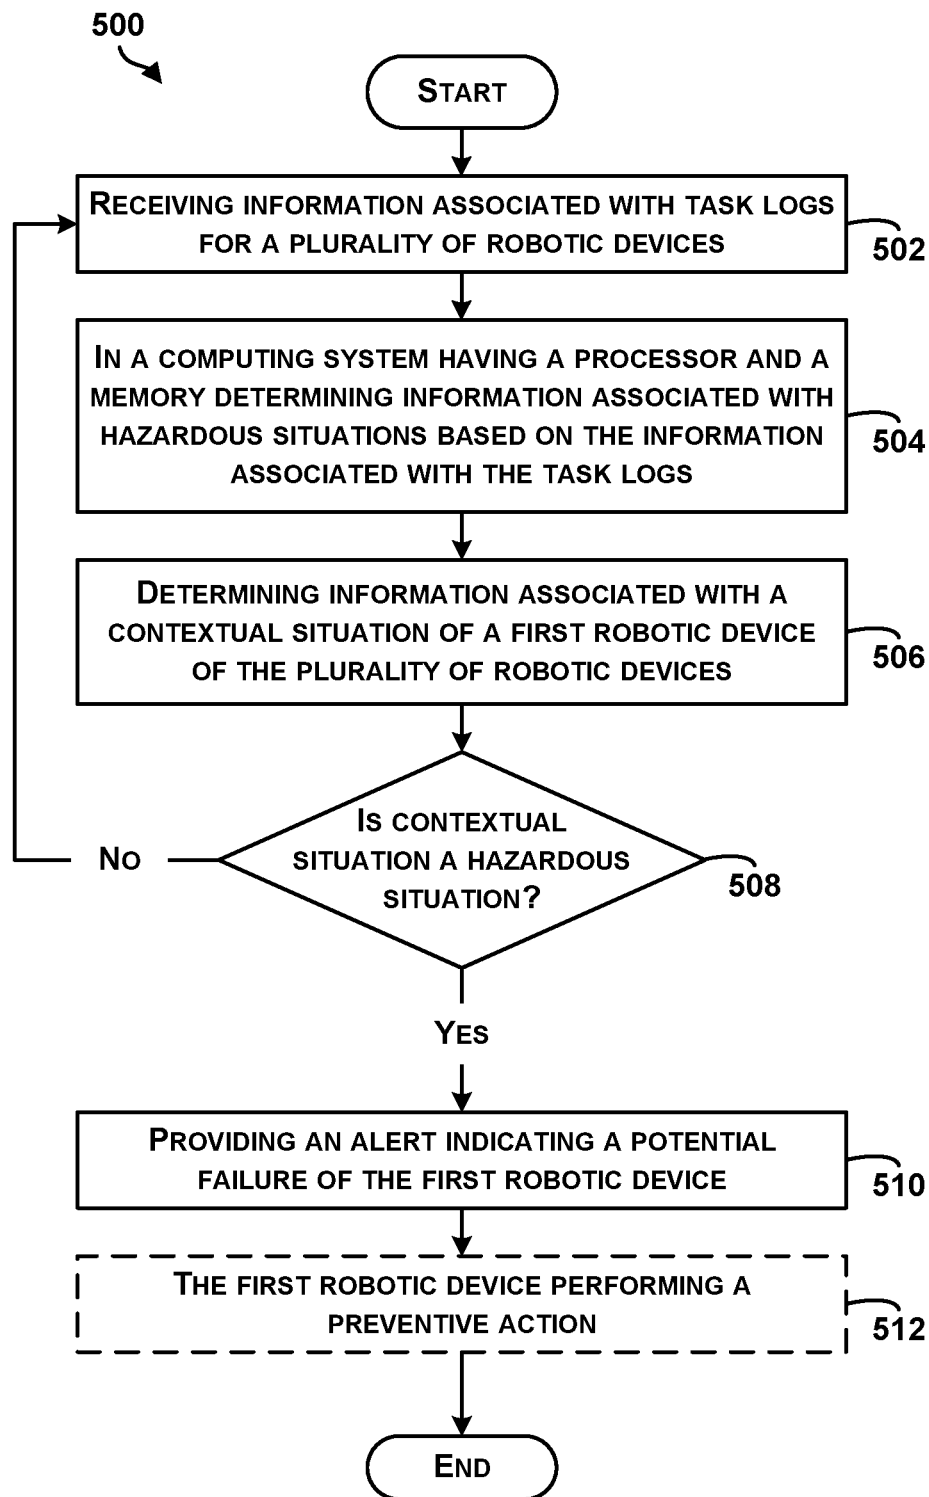 500
START
RECEIVING INFORMATION ASSOCIATED WITH TASK LOGS
FOR A PLURALITY OF ROBOTIC DEVICES
502
IN A COMPUTING SYSTEM HAVING A PROCESSOR AND A
MEMORY DETERMINING INFORMATION ASSOCIATED WITH
HAZARDOUS SITUATIONS BASED ON THE INFORMATION
ASSOCIATED WITH THE TASK LOGS
504
DETERMINING INFORMATION ASSOCIATED WITH A
CONTEXTUAL SITUATION OF A FIRST ROBOTIC DEVICE
OF THE PLURALITY OF ROBOTIC DEVICES
506
IS CONTEXTUAL
SITUATION A HAZARDOUS
SITUATION?
508
NO
YES
PROVIDING AN ALERT INDICATING A POTENTIAL
FAILURE OF THE FIRST ROBOTIC DEVICE
510
THE FIRST ROBOTIC DEVICE PERFORMING A
PREVENTIVE ACTION
512
END